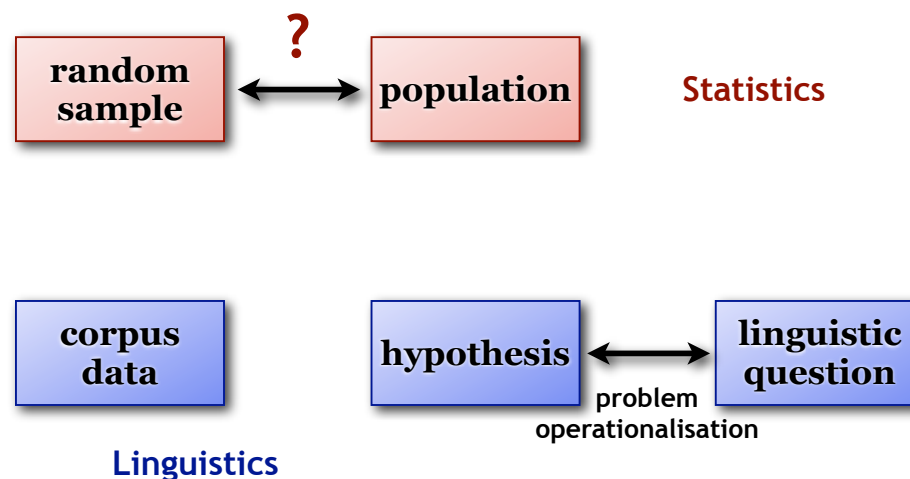 ?
random
sample
population
Statistics
corpus
data
hypothesis
linguistic
question
problem
operationalisation
Linguistics